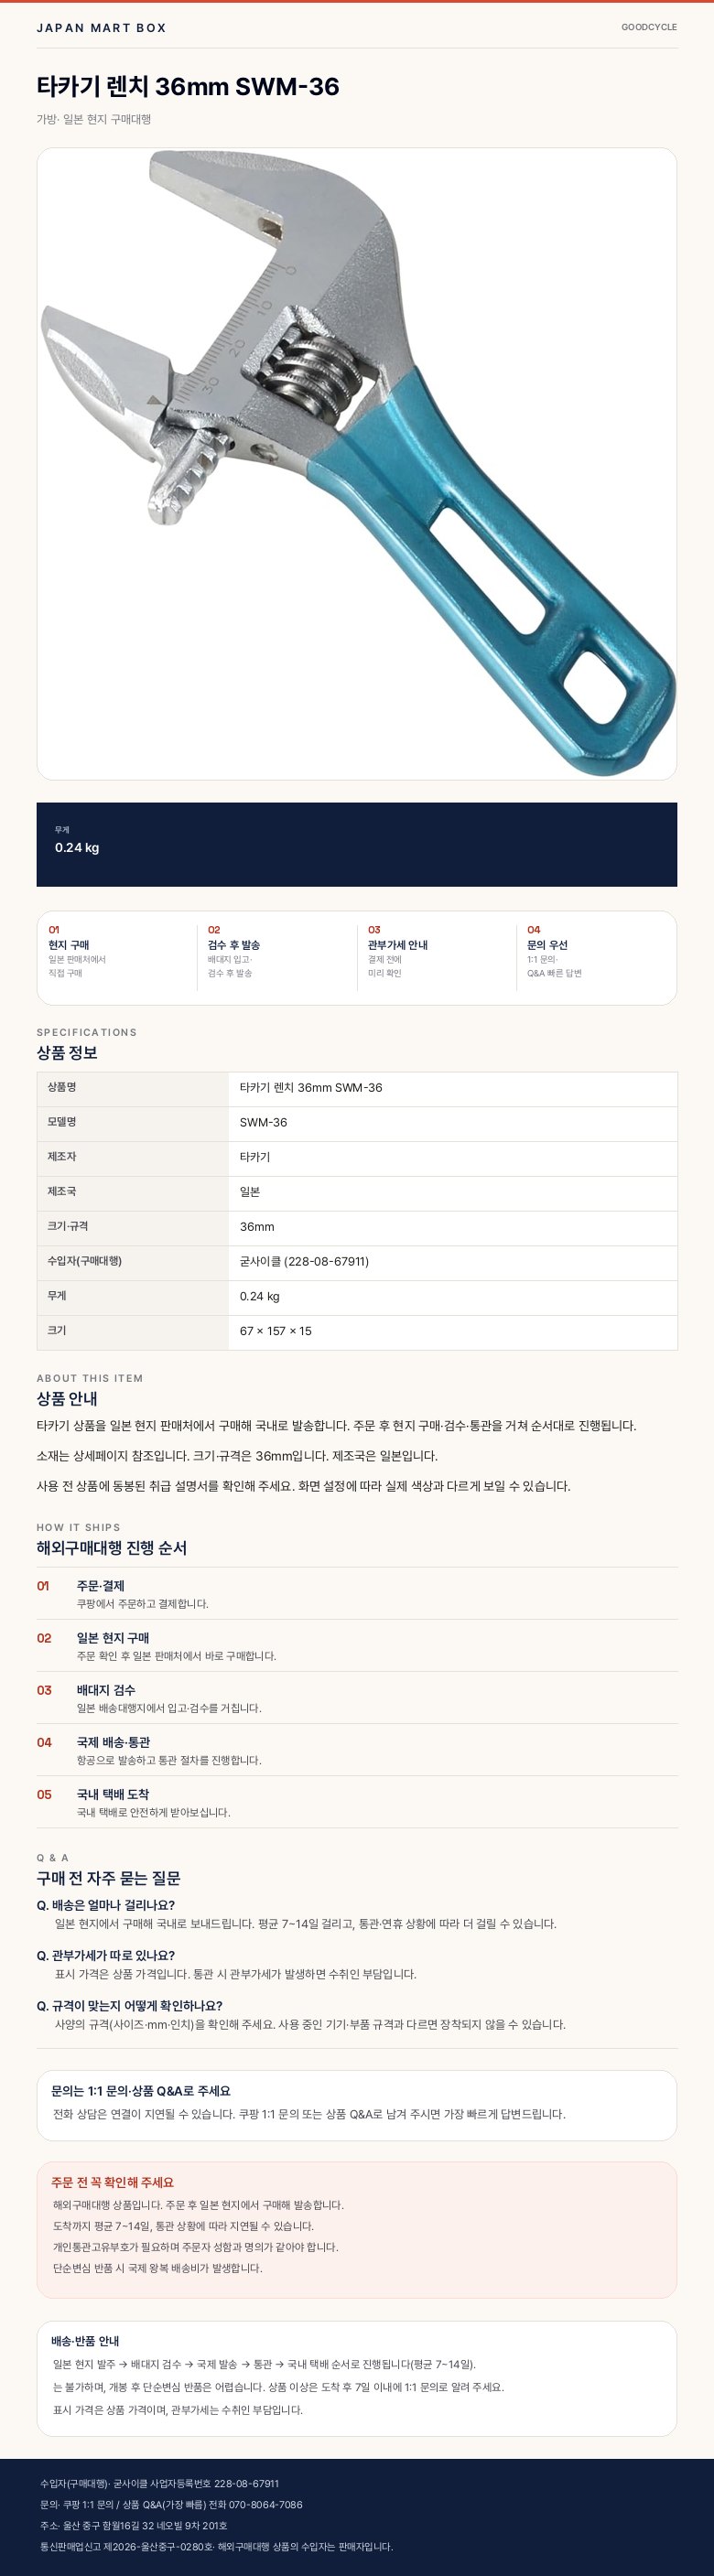 JAPAN MART BOX
GOODCYCLE
타카기 렌치 36mm SWM-36
가방· 일본 현지 구매대행
0
10
20
30
무게
0.24 kg
01
현지 구매
일본 판매처에서
직접 구매
02
검수 후 발송
배대지 입고·
검수 후 발송
03
관부가세 안내
결제 전에
미리 확인
04
문의 우선
1:1 문의·
Q&A 빠른 답변
SPECIFICATIONS
상품 정보
상품명 타카기 렌치 36mm SWM-36
모델명 SWM-36
제조자 타카기
제조국 일본
크기·규격 36mm
수입자(구매대행) 굳사이클 (228-08-67911)
무게 0.24 kg
크기 67 × 157 × 15
ABOUT THIS ITEM
상품 안내
타카기 상품을 일본 현지 판매처에서 구매해 국내로 발송합니다. 주문 후 현지 구매·검수·통관을 거쳐 순서대로 진행됩니다.
소재는 상세페이지 참조입니다. 크기·규격은 36mm입니다. 제조국은 일본입니다.
사용 전 상품에 동봉된 취급 설명서를 확인해 주세요. 화면 설정에 따라 실제 색상과 다르게 보일 수 있습니다.
HOW IT SHIPS
해외구매대행 진행 순서
01 주문·결제
쿠팡에서 주문하고 결제합니다.
02 일본 현지 구매
주문 확인 후 일본 판매처에서 바로 구매합니다.
03 배대지 검수
일본 배송대행지에서 입고·검수를 거칩니다.
04 국제 배송·통관
항공으로 발송하고 통관 절차를 진행합니다.
05 국내 택배 도착
국내 택배로 안전하게 받아보십니다.
Q & A
구매 전 자주 묻는 질문
Q. 배송은 얼마나 걸리나요?
일본 현지에서 구매해 국내로 보내드립니다. 평균 7~14일 걸리고, 통관·연휴 상황에 따라 더 걸릴 수 있습니다.
Q. 관부가세가 따로 있나요?
표시 가격은 상품 가격입니다. 통관 시 관부가세가 발생하면 수취인 부담입니다.
Q. 규격이 맞는지 어떻게 확인하나요?
사양의 규격(사이즈·mm·인치)을 확인해 주세요. 사용 중인 기기·부품 규격과 다르면 장착되지 않을 수 있습니다.
문의는 1:1 문의·상품 Q&A로 주세요
전화 상담은 연결이 지연될 수 있습니다. 쿠팡 1:1 문의 또는 상품 Q&A로 남겨 주시면 가장 빠르게 답변드립니다.
주문 전 꼭 확인해 주세요
해외구매대행 상품입니다. 주문 후 일본 현지에서 구매해 발송합니다.
도착까지 평균 7~14일, 통관 상황에 따라 지연될 수 있습니다.
개인통관고유부호가 필요하며 주문자 성함과 명의가 같아야 합니다.
단순변심 반품 시 국제 왕복 배송비가 발생합니다.
배송·반품 안내
일본 현지 발주 → 배대지 검수 → 국제 발송 → 통관 → 국내 택배 순서로 진행됩니다(평균 7~14일).
는 불가하며, 개봉 후 단순변심 반품은 어렵습니다. 상품 이상은 도착 후 7일 이내에 1:1 문의로 알려 주세요.
표시 가격은 상품 가격이며, 관부가세는 수취인 부담입니다.
수입자(구매대행)· 굳사이클 사업자등록번호 228-08-67911
문의· 쿠팡 1:1 문의 / 상품 Q&A(가장 빠름) 전화 070-8064-7086
주소· 울산 중구 함월16길 32 네오빌 9차 201호
통신판매업신고 제2026-울산중구-0280호· 해외구매대행 상품의 수입자는 판매자입니다.